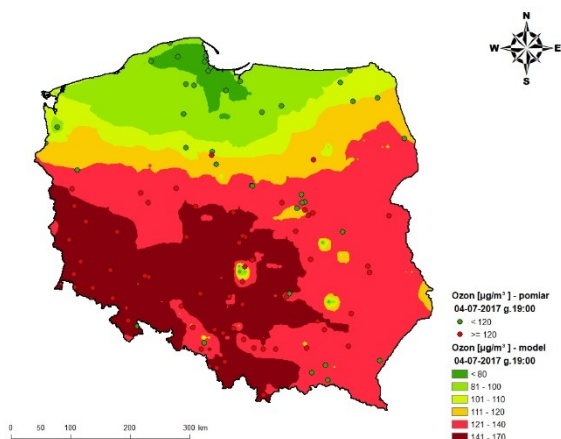 N
W E
S
Ozon [µg/m³ ] - pomiar
04-07-2017 g.19:00
< 120
>= 120
Ozon [µg/m³ ] - model
04-07-2017 g.19:00
< 80
81 - 100
101 - 110
111 - 120
121 - 140
141 - 170
0 50 100 200 300 km